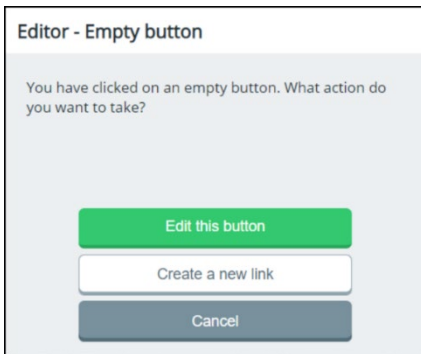 Editor - Empty button
You have clicked on an empty button. What action do
you want to take?
Edit this button
Create a new link
Cancel